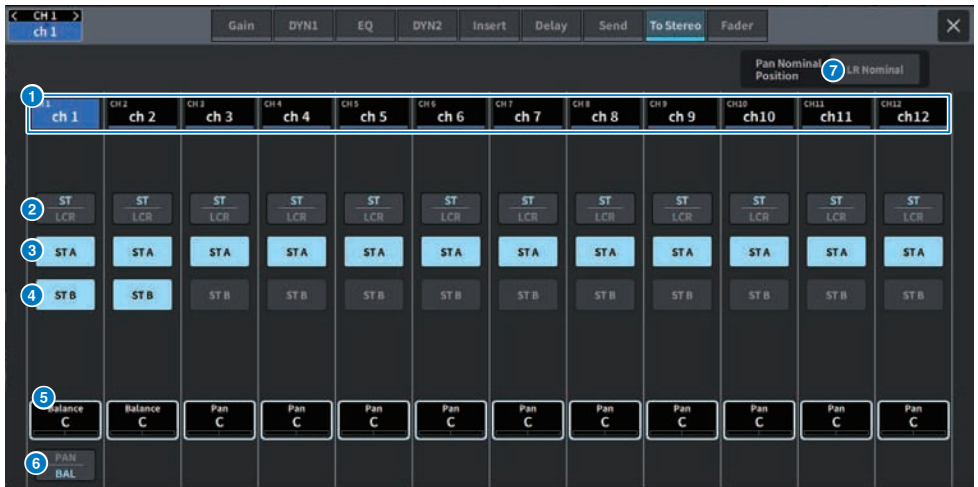 CH 1
ch 1
Gain DYN1 EQ DYN2 Insert Delay Send To Stereo Fader
Pan Nominal
Position
7 LR Nominal
1
CH 2 CH 3 CH 4 CH 5 CH 6 CH 7 CH 8 CH 9 CH10 CH11 CH12
ch 1 ch 2 ch 3 ch 4 ch 5 ch 6 ch 7 ch 8 ch 9 ch10 ch11 ch12
ST ST ST ST ST ST ST ST ST ST ST ST
2 LCR LCR LCR LCR LCR LCR LCR LCR LCR LCR LCR LCR
3 ST A ST A ST A ST A ST A ST A ST A ST A ST A ST A ST A ST A
4 ST B ST B ST B ST B ST B ST B ST B ST B ST B ST B ST B ST B
5
Balance Balance Pan Pan Pan Pan Pan Pan Pan Pan Pan Pan
C C C C C C C C C C C C
6 PAN
BAL